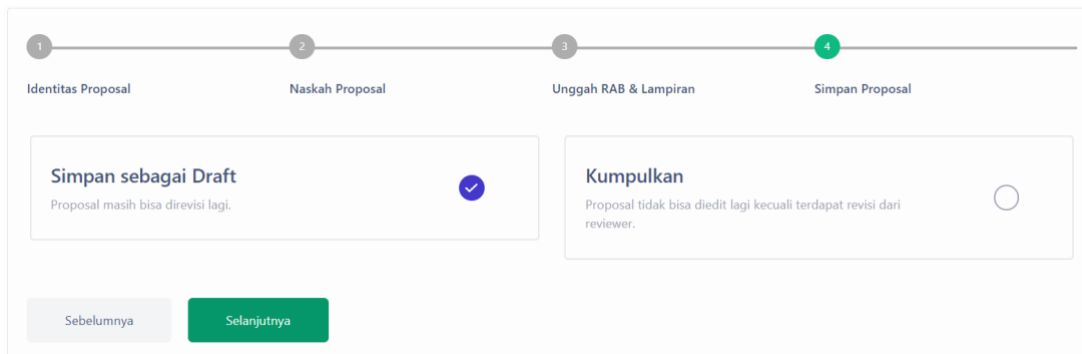 1
2
3
4
Identitas Proposal
Naskah Proposal
Unggah RAB & Lampiran
Simpan Proposal
Simpan sebagai Draft
Proposal masih bisa direvisi lagi.
Kumpulkan
Proposal tidak bisa diedit lagi kecuali terdapat revisi dari
reviewer.
Sebelumnya
Selanjutnya